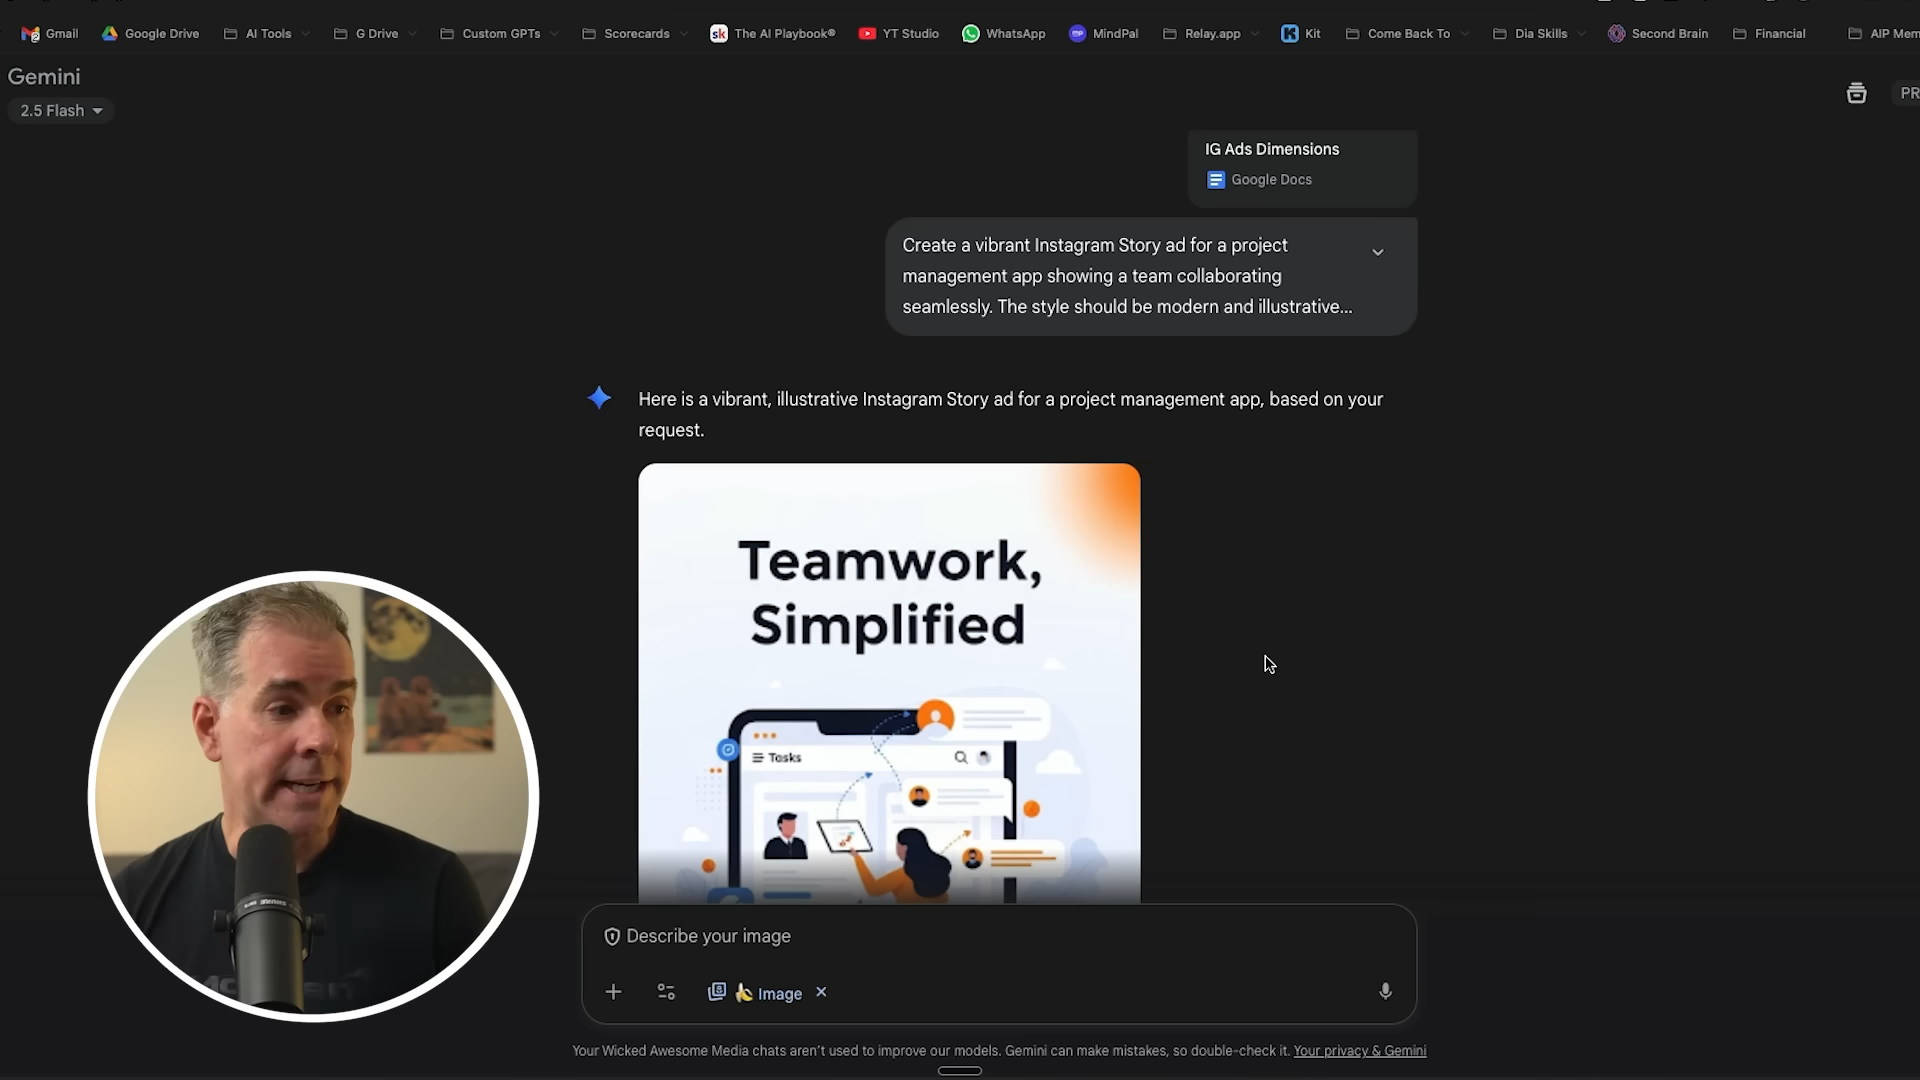 Gmail Google Drive AI Tools G Drive Custom GPTs Scorecards sk The AI Playbook® YT Studio WhatsApp MindPal Relay.app Kit Come Back To Dia Skills Second Brain Financial AIP Mem
Gemini
2.5 Flash
PR
IG Ads Dimensions
Google Docs
Create a vibrant Instagram Story ad for a project
management app showing a team collaborating
seamlessly. The style should be modern and illustrative...
Here is a vibrant, illustrative Instagram Story ad for a project management app, based on your
request.
Teamwork,
Simplified
Tasks
Describe your image
Image
Your Wicked Awesome Media chats aren't used to improve our models. Gemini can make mistakes, so double-check it. Your privacy & Gemini